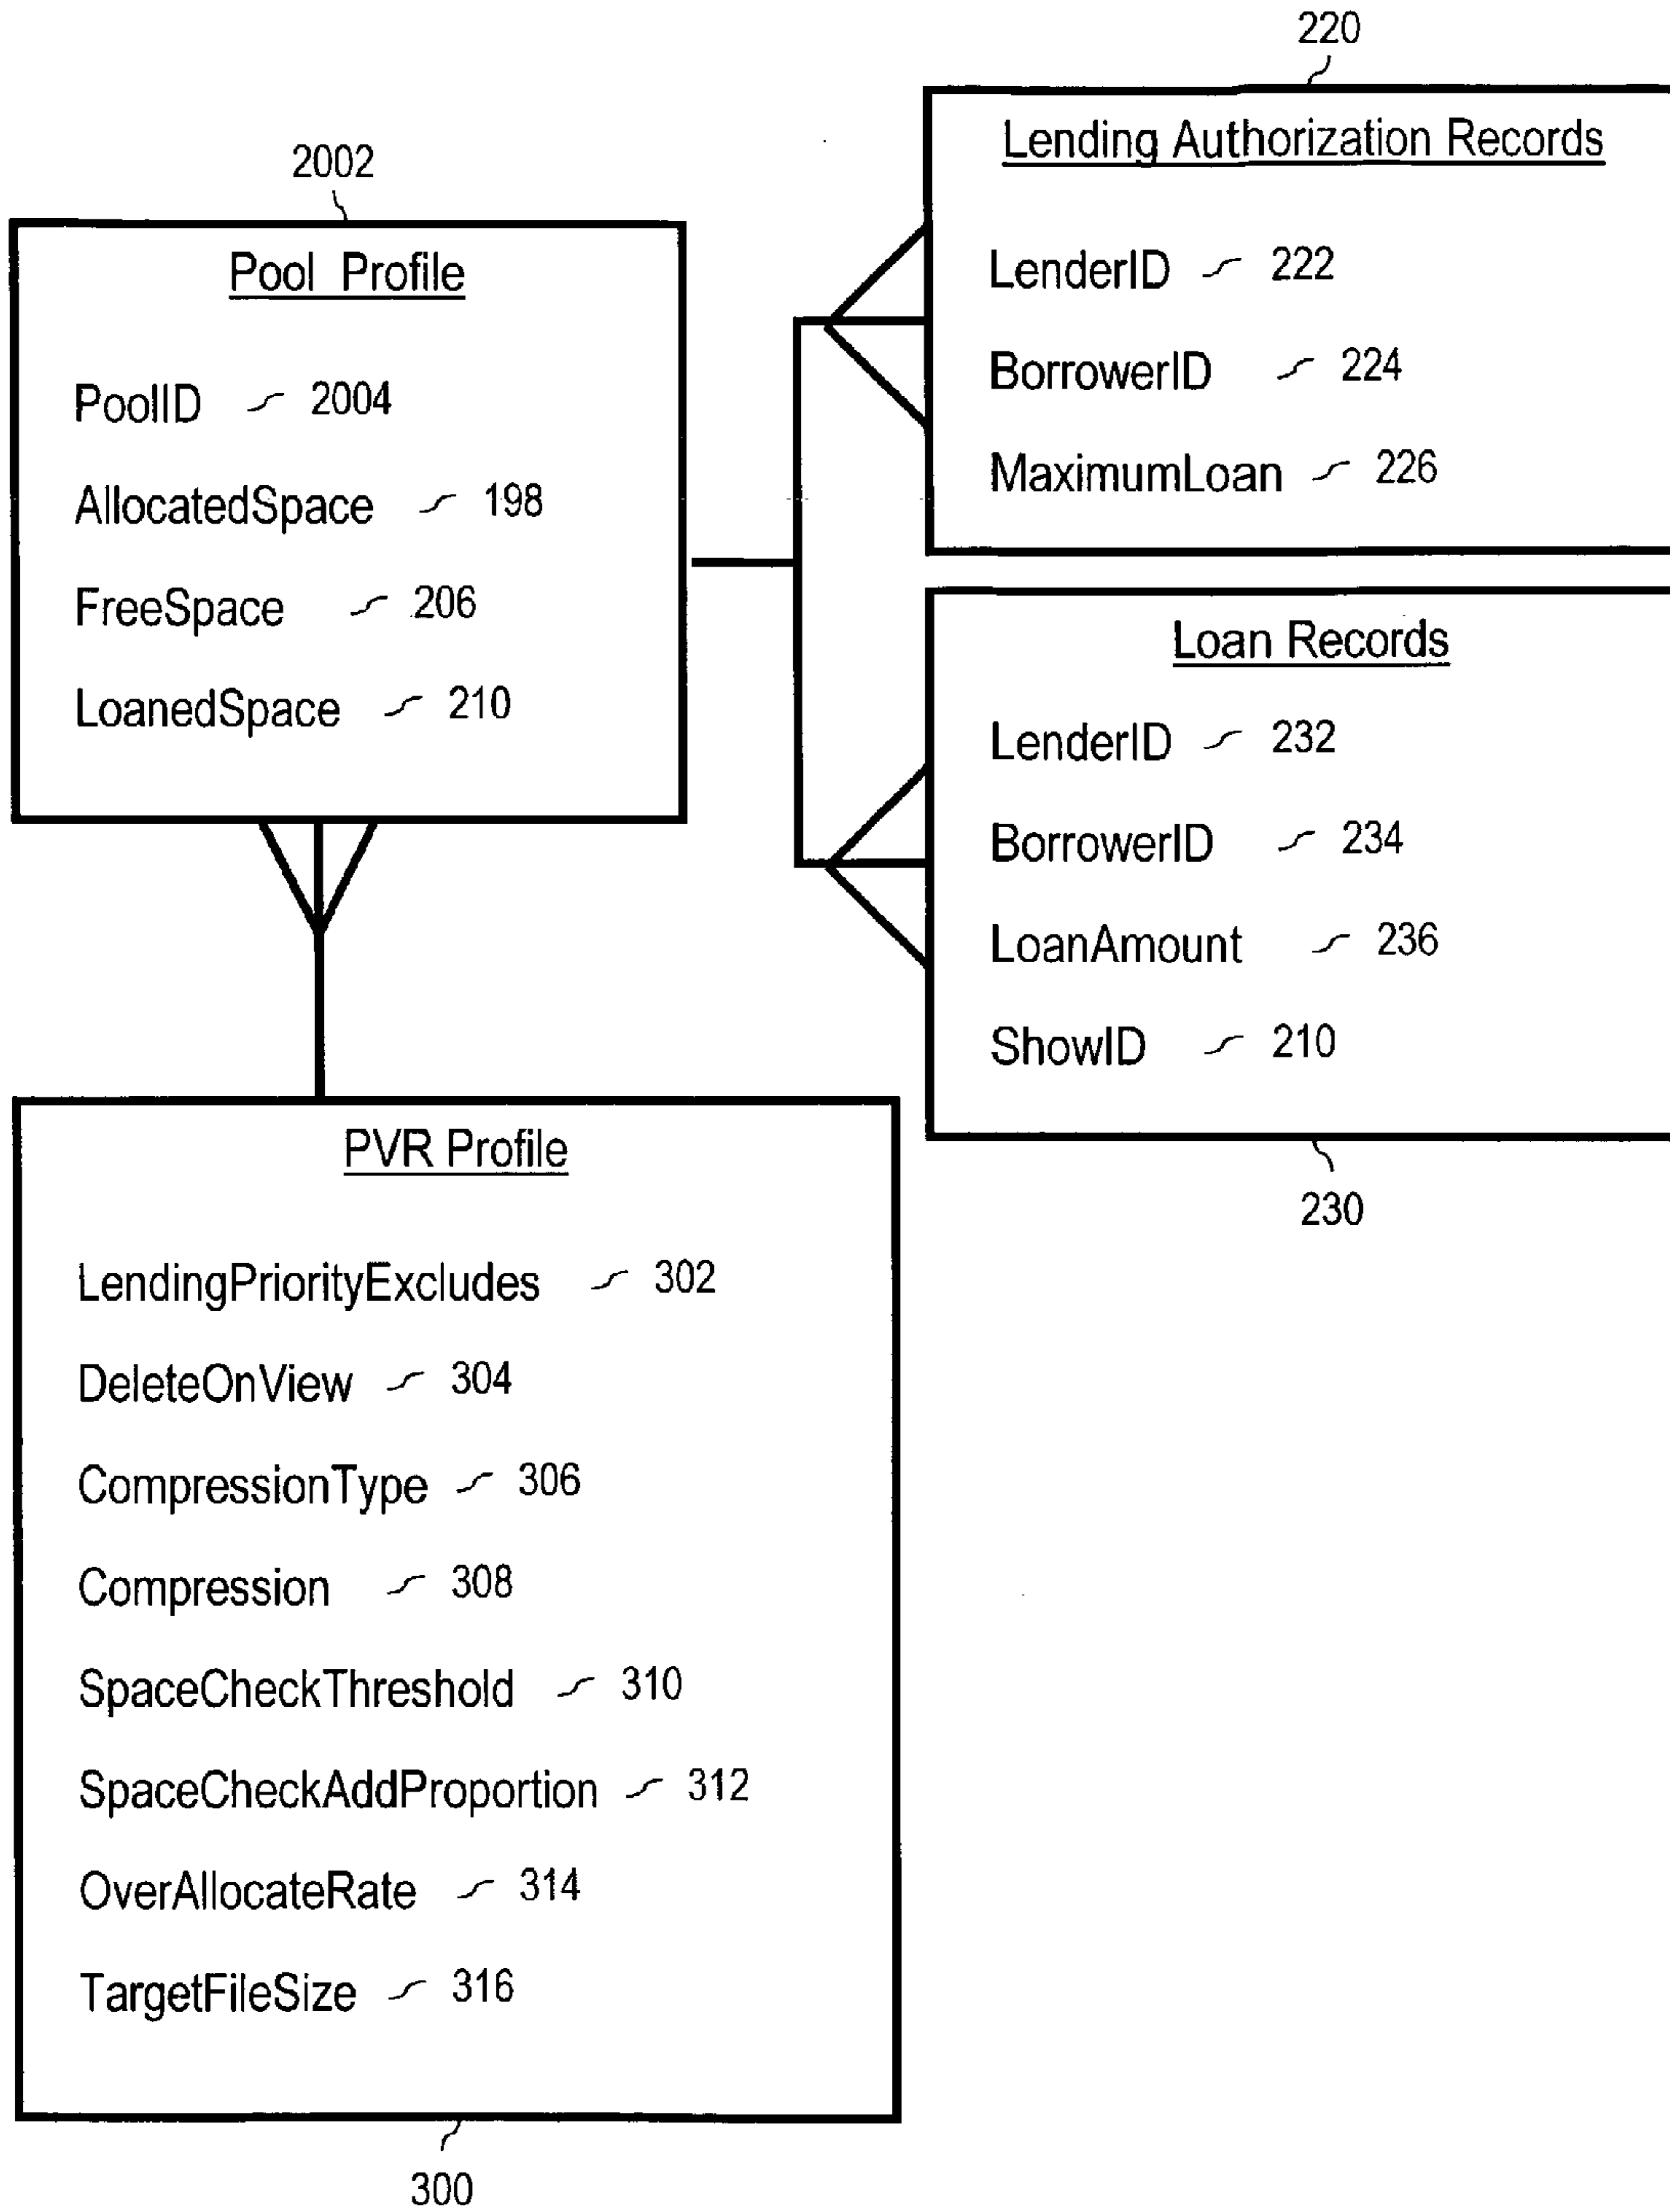 220
Lending Authorization Records
LenderID 222
BorrowerID 224
MaximumLoan 226
2002
Pool Profile
PoolID 2004
AllocatedSpace 198
FreeSpace 206
LoanedSpace 210
Loan Records
LenderID 232
BorrowerID 234
LoanAmount 236
ShowID 210
230
PVR Profile
LendingPriorityExcludes 302
DeleteOnView 304
CompressionType 306
Compression 308
SpaceCheckThreshold 310
SpaceCheckAddProportion 312
OverAllocateRate 314
TargetFileSize 316
300